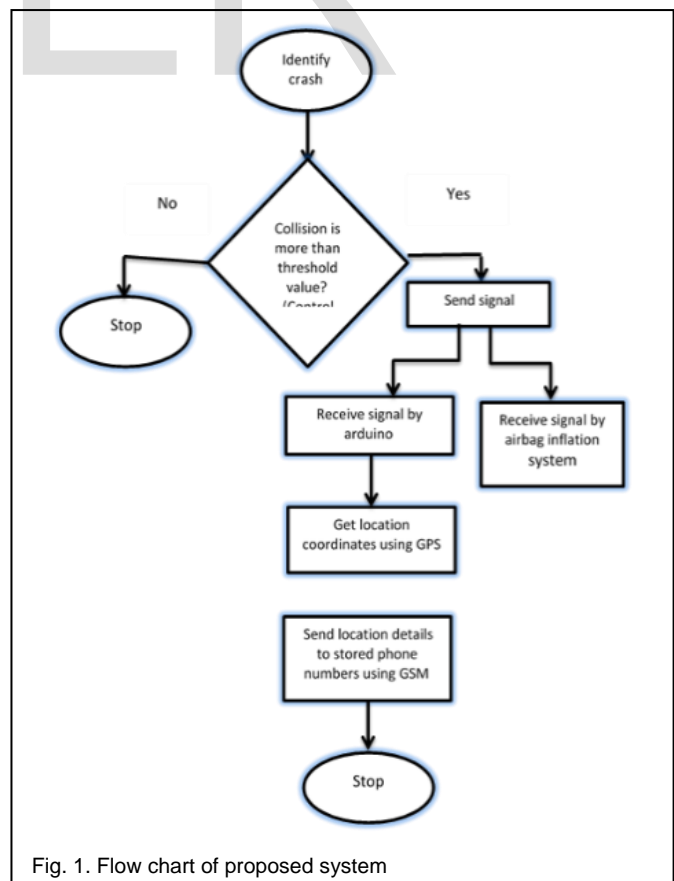 Identify
crash
No
Yes
Collision is
more than
threshold
value?
Send signal
Stop
Receive signal by
arduino
Receive signal by
airbag inflation
system
Get location
coordinates using GPS
Send location details
to stored phone
numbers using GSM
Stop
Fig. 1. Flow chart of proposed system